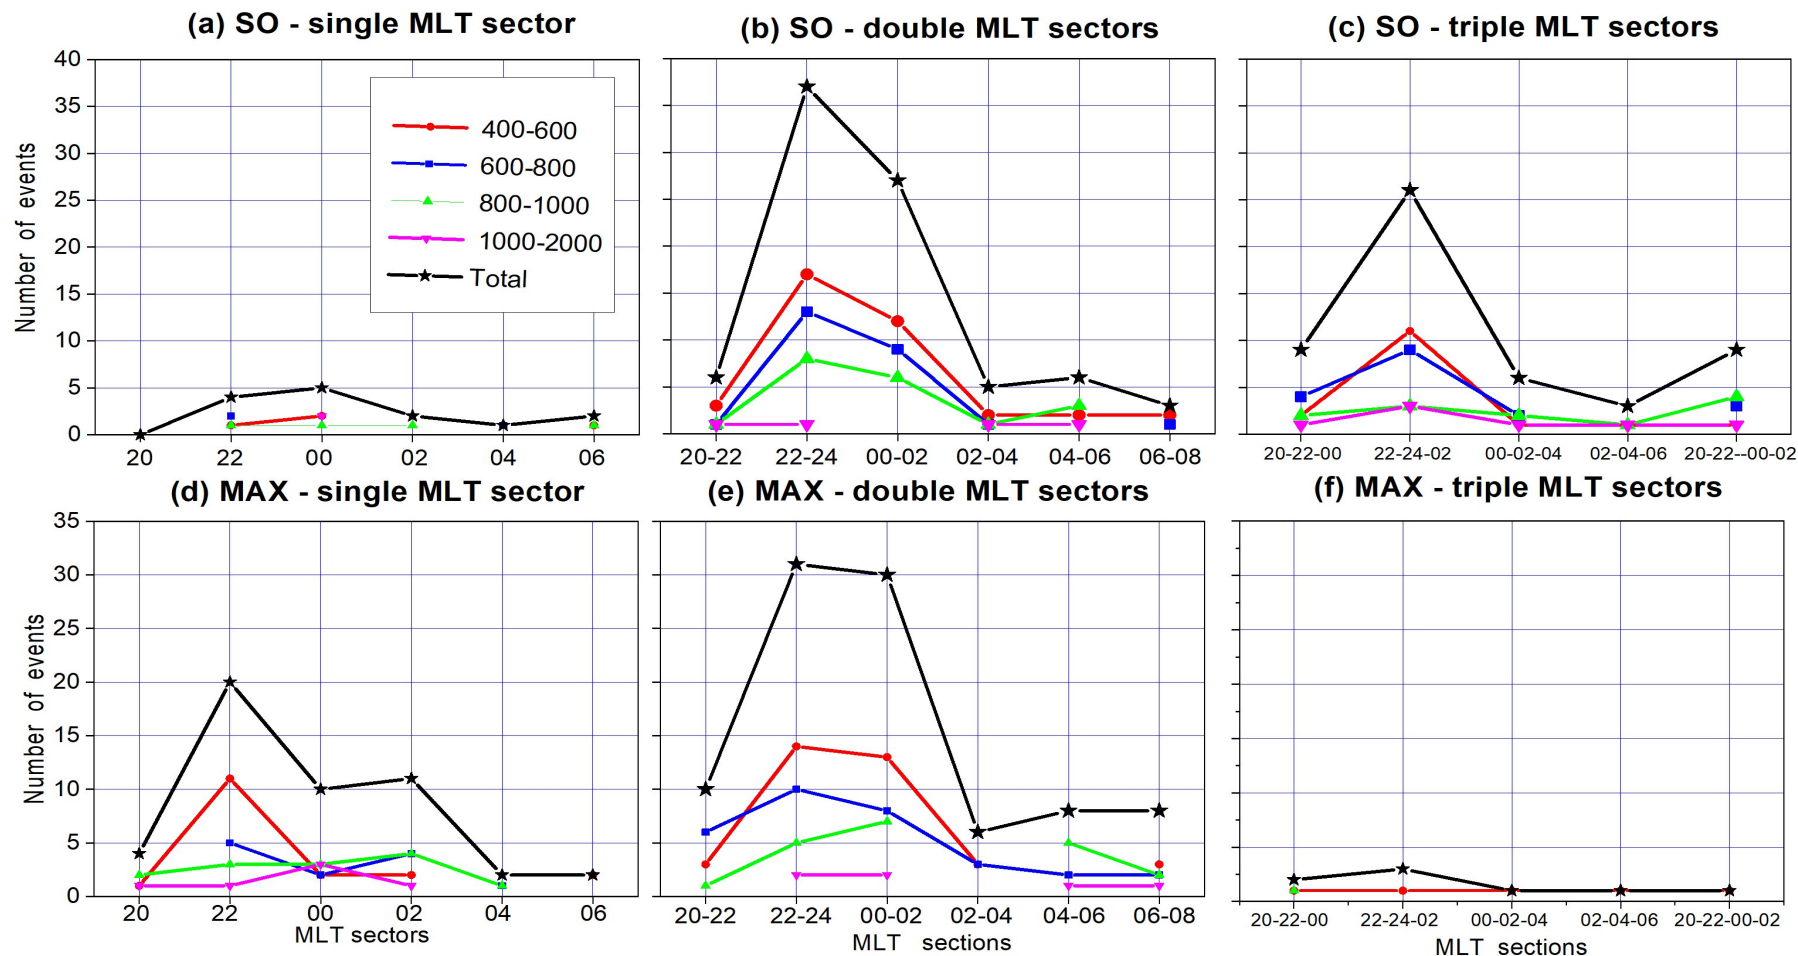 (a) SO - single MLT sector
(b) SO - double MLT sectors
(c) SO - triple MLT sectors
40
35
30
25
20
15
10
5
0
Number of events
400-600
600-800
800-1000
1000-2000
Total
20 22 00 02 04 06
20-22 22-24 00-02 02-04 04-06 06-08
20-22-00 22-24-02 00-02-04 02-04-06 20-22--00-02
(d) MAX - single MLT sector
(e) MAX - double MLT sectors
(f) MAX - triple MLT sectors
35
30
25
20
15
10
5
0
Number of events
20 22 00 02 04 06
MLT sectors
20-22 22-24 00-02 02-04 04-06 06-08
MLT sections
20-22-00 22-24-02 00-02-04 02-04-06 20-22-00-02
MLT sections